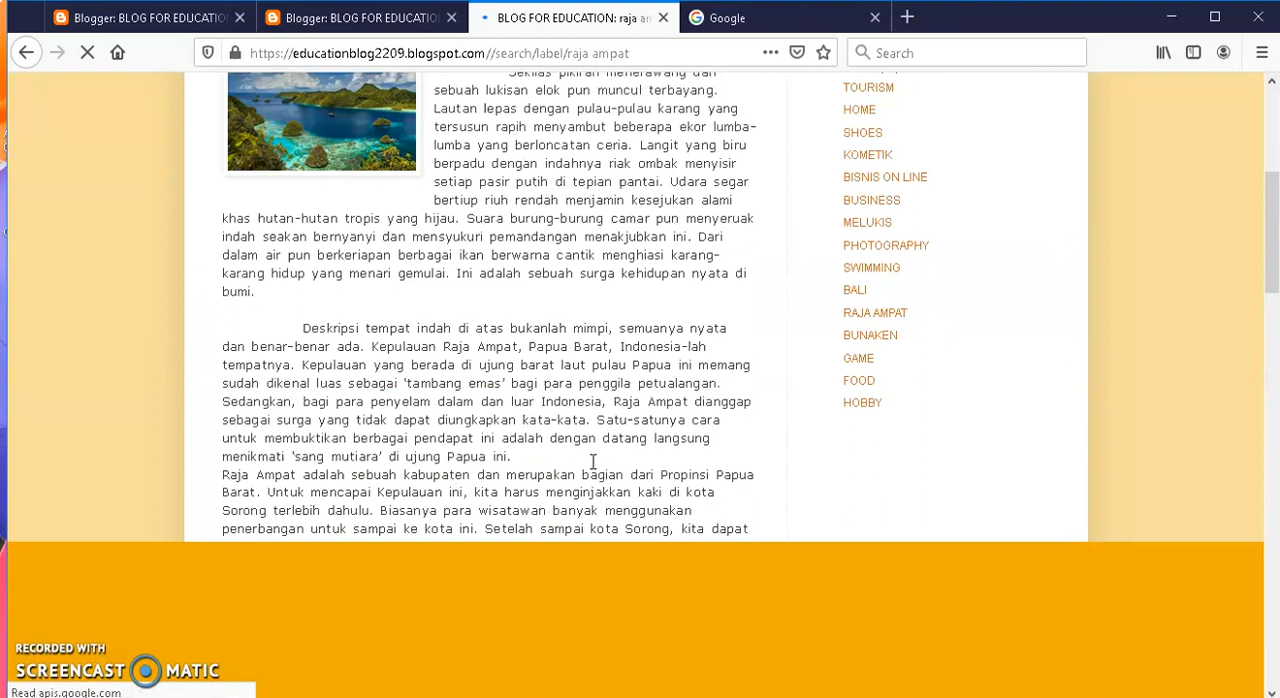 Blogger: BLOG FOR EDUCATIO
Blogger: BLOG FOR EDUCATIO
BLOG FOR EDUCATION: raja am
Google
https://educationblog2209.blogspot.com//search/label/raja ampat
Search
Sekilas pikiran menerawang dan
sebuah lukisan elok pun muncul terbayang.
Lautan lepas dengan pulau-pulau karang yang
tersusun rapih menyambut beberapa ekor lumba-
lumba yang berloncatan ceria. Langit yang biru
berpadu dengan indahnya riak ombak menyisir
setiap pasir putih di tepian pantai. Udara segar
bertiup riuh rendah menjamin kesejukan alami
khas hutan-hutan tropis yang hijau. Suara burung-burung camar pun menyeruak
indah seakan bernyanyi dan mensyukuri pemandangan menakjubkan ini. Dari
dalam air pun berkeriapan berbagai ikan berwarna cantik menghiasi karang-
karang hidup yang menari gemulai. Ini adalah sebuah surga kehidupan nyata di
bumi.
Deskripsi tempat indah di atas bukanlah mimpi, semuanya nyata
dan benar-benar ada. Kepulauan Raja Ampat, Papua Barat, Indonesia-lah
tempatnya. Kepulauan yang berada di ujung barat laut pulau Papua ini memang
sudah dikenal luas sebagai 'tambang emas' bagi para penggila petualangan.
Sedangkan, bagi para penyelam dalam dan luar Indonesia, Raja Ampat dianggap
sebagai surga yang tidak dapat diungkapkan kata-kata. Satu-satunya cara
untuk membuktikan berbagai pendapat ini adalah dengan datang langsung
menikmati 'sang mutiara' di ujung Papua ini.
Raja Ampat adalah sebuah kabupaten dan merupakan bagian dari Propinsi Papua
Barat. Untuk mencapai Kepulauan ini, kita harus menginjakkan kaki di kota
Sorong terlebih dahulu. Biasanya para wisatawan banyak menggunakan
penerbangan untuk sampai ke kota ini. Setelah sampai kota Sorong, kita dapat
TOURISM
HOME
SHOES
KOMETIK
BISNIS ON LINE
BUSINESS
MELUKIS
PHOTOGRAPHY
SWIMMING
BALI
RAJA AMPAT
BUNAKEN
GAME
FOOD
HOBBY
RECORDED WITH
SCREENCAST MATIC
Read apis.google.com